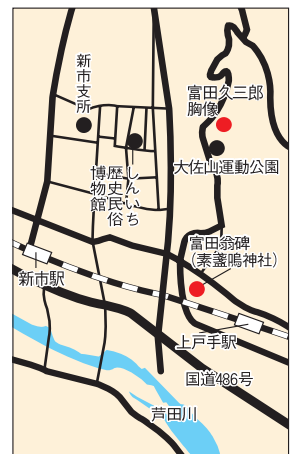 新市支所
富田久三郎
胸像
大佐山運動公園
しんいち
歴史民俗
博物館
富田翁碑
（素盞嗚神社）
新市駅
上戸手駅
国道486号
芦田川